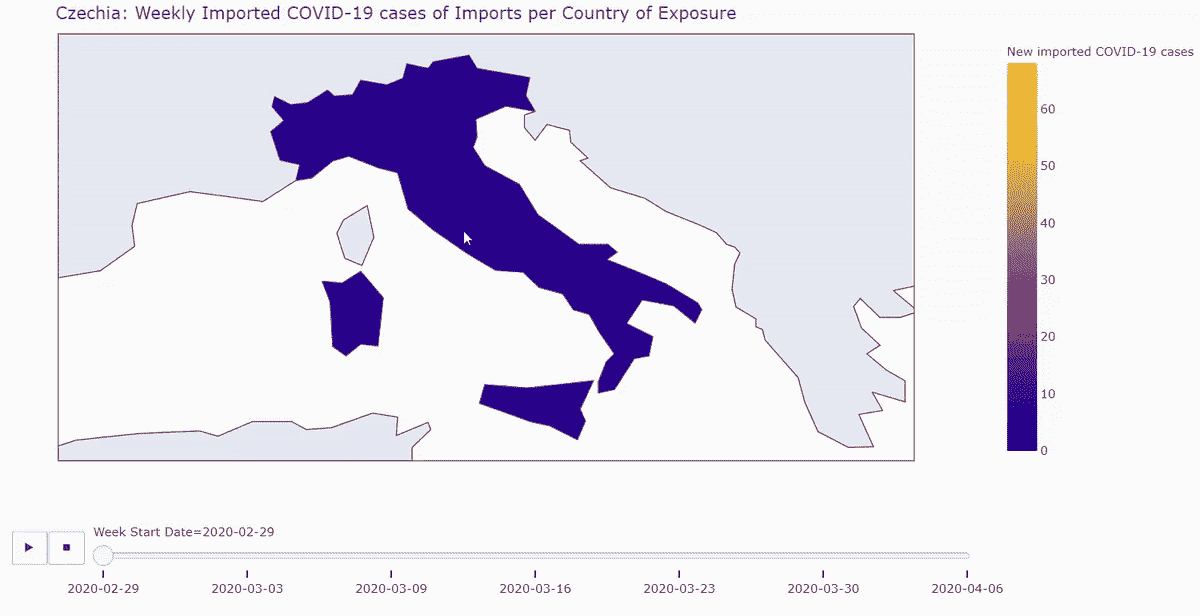 Czechia: Weekly Imported COVID-19 cases of Imports per Country of Exposure
New imported COVID-19 cases
60
50
40
30
20
10
0
Week Start Date=2020-02-29
2020-02-29 2020-03-03 2020-03-09 2020-03-16 2020-03-23 2020-03-30 2020-04-06